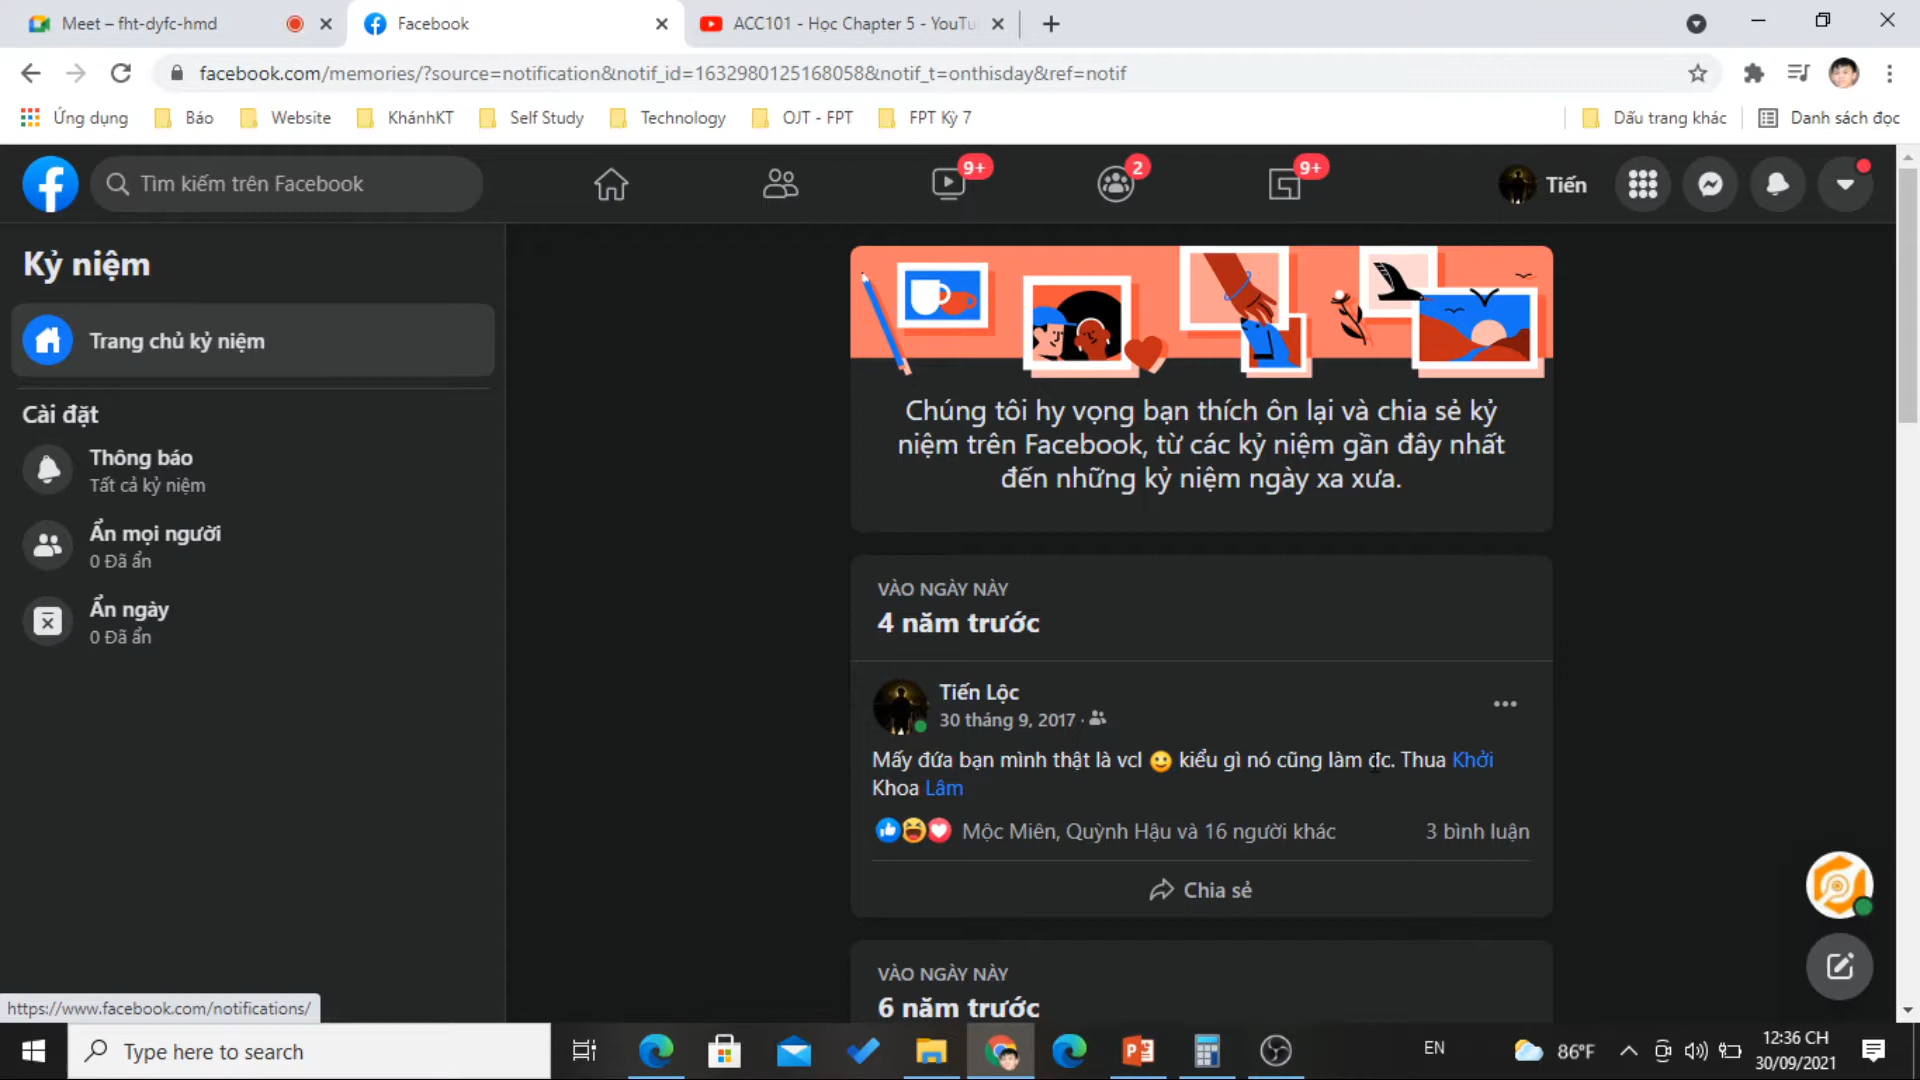 Meet – fht-dyfc-hmd
Facebook
ACC101 - Học Chapter 5 - YouTu
facebook.com/memories/?source=notification&notif_id=1632980125168058&notif_t=onthisday&ref=notif
Ứng dụng
Báo
Website
KhánhKT
Self Study
Technology
OJT - FPT
FPT Kỳ 7
Dấu trang khác
Danh sách đọc
Tìm kiếm trên Facebook
9+
2
9+
Tiến
Kỷ niệm
Trang chủ kỷ niệm
Cài đặt
Thông báo
Tất cả kỷ niệm
Ẩn mọi người
0 Đã ẩn
Ẩn ngày
0 Đã ẩn
Chúng tôi hy vọng bạn thích ôn lại và chia sẻ kỷ
niệm trên Facebook, từ các kỷ niệm gần đây nhất
đến những kỷ niệm ngày xa xưa.
VÀO NGÀY NÀY
4 năm trước
Tiến Lộc
30 tháng 9, 2017 ·
Mấy đứa bạn mình thật là vcl 😉 kiểu gì nó cũng làm đc. Thua Khởi
Khoa Lâm
Mộc Miên, Quỳnh Hậu và 16 người khác
3 bình luận
Chia sẻ
VÀO NGÀY NÀY
6 năm trước
https://www.facebook.com/notifications/
Type here to search
EN
86°F
12:36 CH
30/09/2021